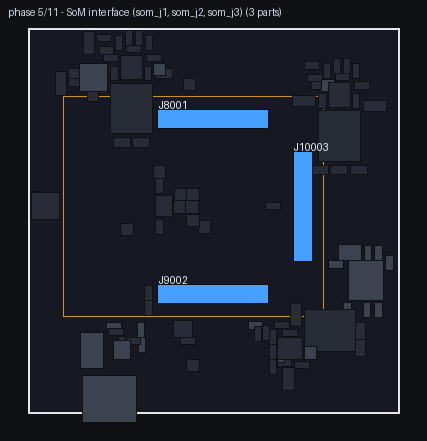 phase 5/11 - SoM interface (som_j1, som_j2, som_j3) (3 parts)
J8001
J10003
J9002